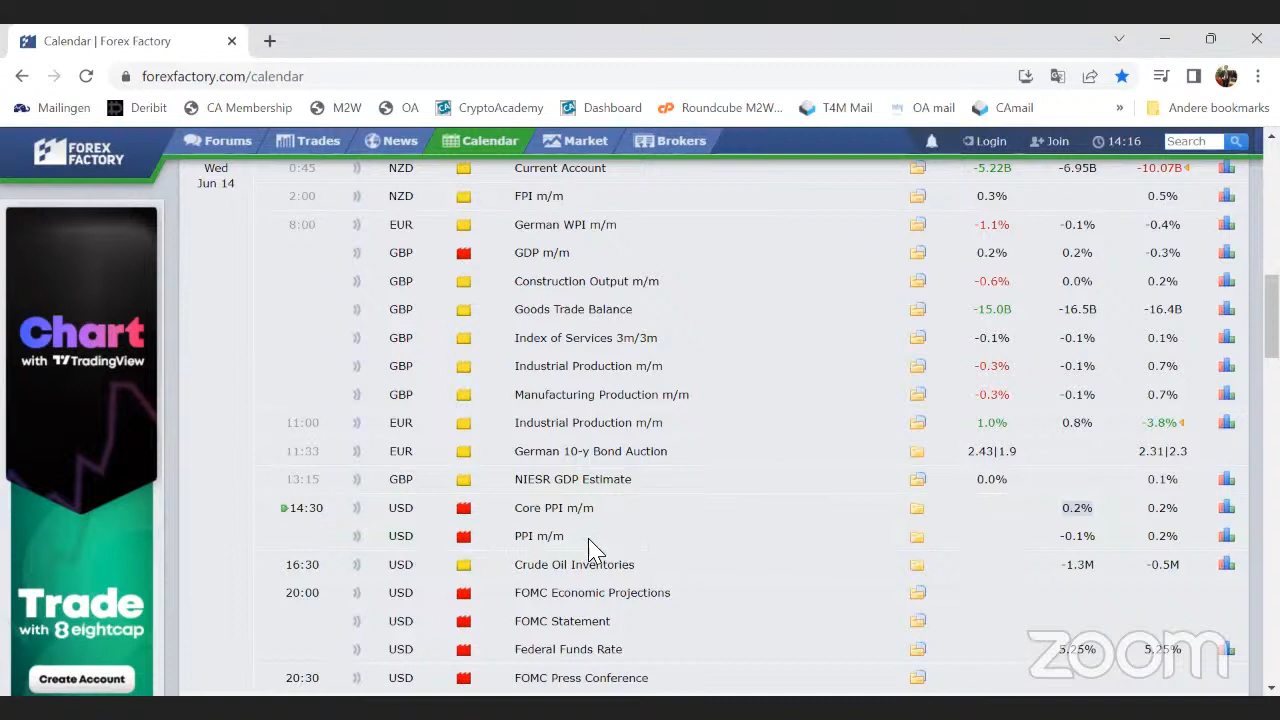 Calendar | Forex Factory
forexfactory.com/calendar
Mailingen Deribit CA Membership M2W OA CryptoAcademy Dashboard Roundcube M2W... T4M Mail OA mail CAmail » Andere bookmarks
FOREX FACTORY Forums Trades News Calendar Market Brokers Login Join 14:16 Search
Wed Jun 14 0:45 NZD Current Account -5.22B -6.95B -10.07B
2:00 NZD FPI m/m 0.3% 0.5%
8:00 EUR German WPI m/m -1.1% -0.1% -0.4%
GBP GDP m/m 0.2% 0.2% -0.3%
GBP Construction Output m/m -0.6% 0.0% 0.2%
GBP Goods Trade Balance -15.0B -16.5B -16.4B
GBP Index of Services 3m/3m -0.1% -0.1% 0.1%
GBP Industrial Production m/m -0.3% -0.1% 0.7%
GBP Manufacturing Production m/m -0.3% -0.1% 0.7%
11:00 EUR Industrial Production m/m 1.0% 0.8% -3.8%
11:33 EUR German 10-y Bond Auction 2.43|1.9 2.31|2.3
13:15 GBP NIESR GDP Estimate 0.0% 0.1%
14:30 USD Core PPI m/m 0.2% 0.2%
USD PPI m/m -0.1% 0.2%
16:30 USD Crude Oil Inventories -1.3M -0.5M
20:00 USD FOMC Economic Projections
USD FOMC Statement
USD Federal Funds Rate 5.25% 5.25%
20:30 USD FOMC Press Conference
Chart
with TradingView
Trade
with 8eightcap
Create Account
zoom